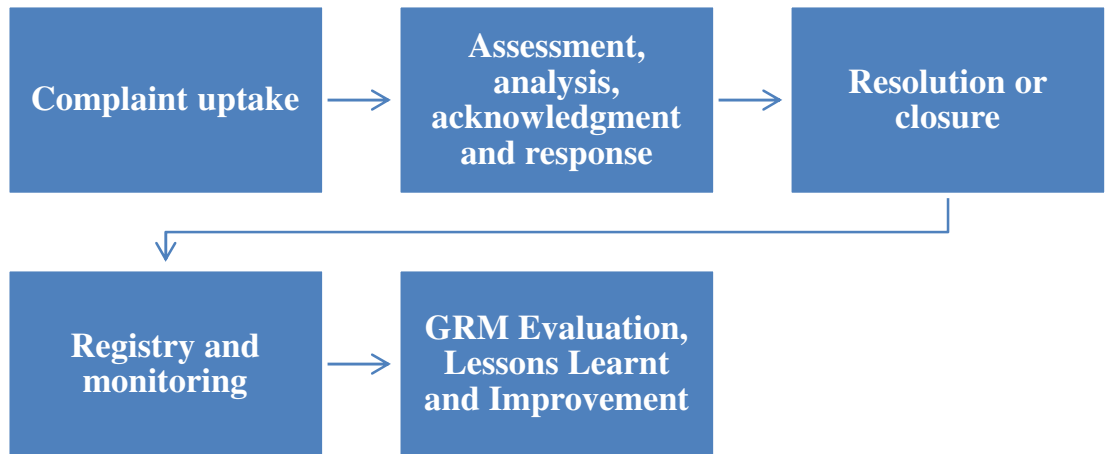 Complaint uptake
Assessment,
analysis,
acknowledgment
and response
Resolution or
closure
Registry and
monitoring
GRM Evaluation,
Lessons Learnt
and Improvement